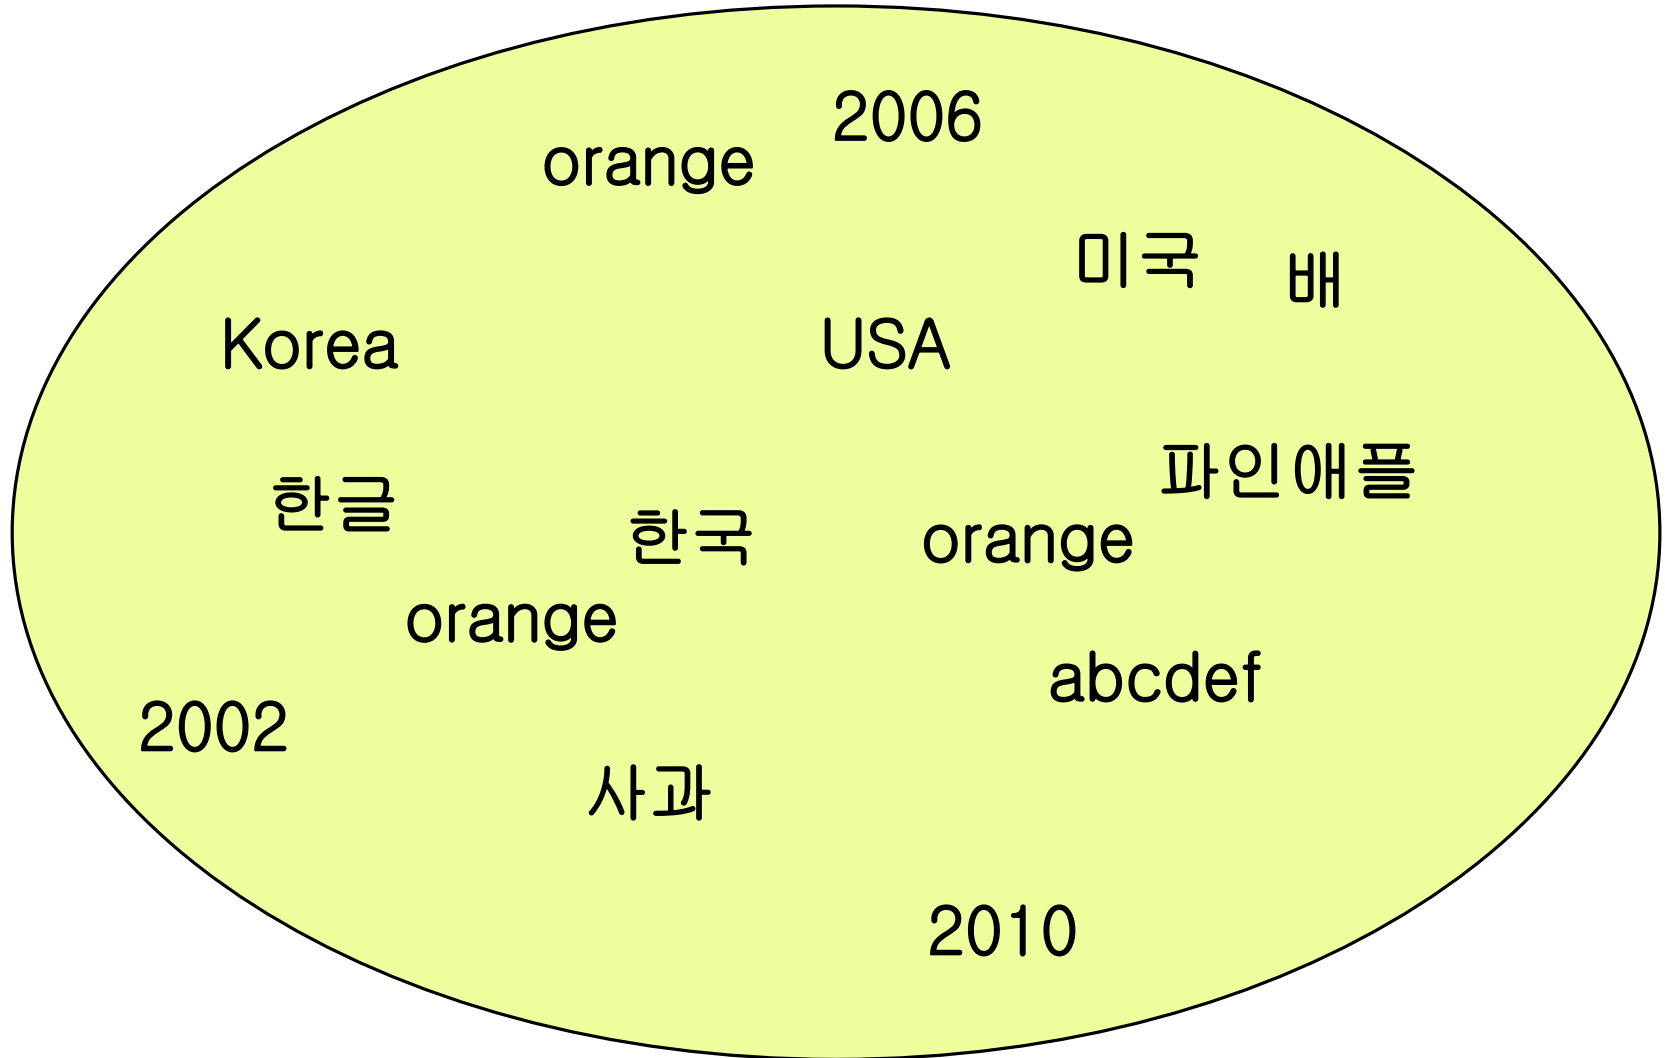 2006
orange
미국
배
Korea
USA
파인애플
한글
한국
orange
orange
abcdef
2002
사과
2010